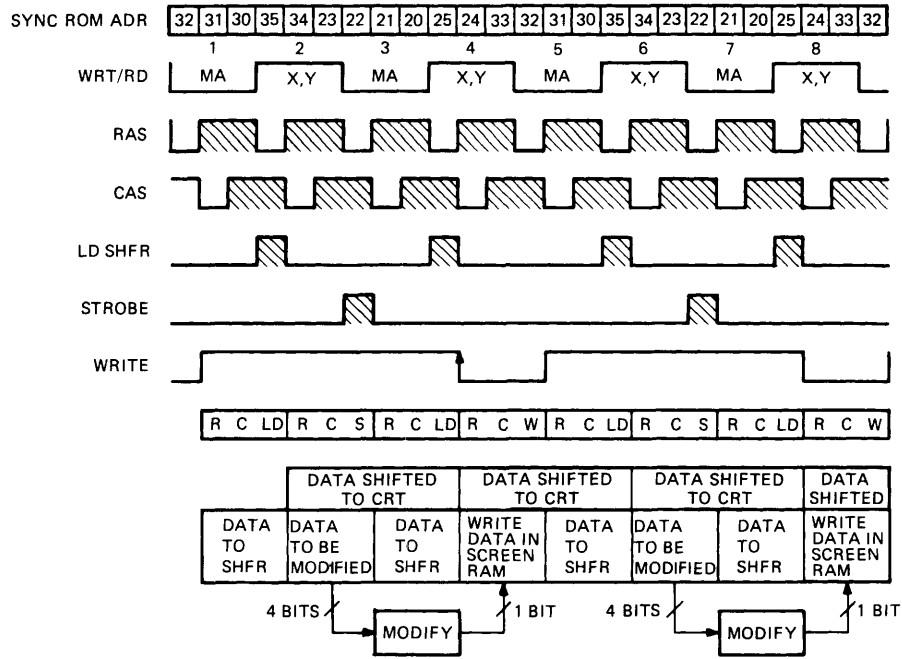 SYNC ROM ADR 32 31 30 35 34 23 22 21 20 25 24 33 32 31 30 35 34 23 22 21 20 25 24 33 32
1 2 3 4 5 6 7 8
WRT/RD MA X,Y MA X,Y MA X,Y MA X,Y
RAS
CAS
LD SHFR
STROBE
WRITE
R C LD R C S R C LD R C W R C LD R C S R C LD R C W
DATA SHIFTED DATA SHIFTED DATA SHIFTED DATA
TO CRT TO CRT TO CRT SHIFTED
DATA DATA DATA WRITE DATA DATA DATA WRITE
TO TO BE TO DATA IN TO TO BE TO DATA IN
SHFR MODIFIED SHFR SCREEN SHFR MODIFIED SHFR SCREEN
RAM RAM
4 BITS 1 BIT 4 BITS 1 BIT
MODIFY MODIFY